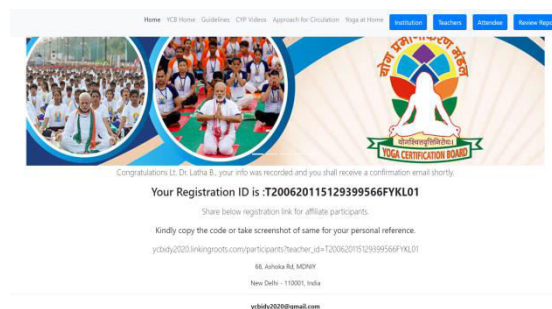 Home YCB Home Guidelines CYP Videos Approach for Circulation Yoga at Home Institution Teachers Attendee Review Repo
योग प्रमाणीकरण मंडल
YOGA CERTIFICATION BOARD
Congratulations Lt. Dr. Latha B., your info was recorded and you shall receive a confirmation email shortly.
Your Registration ID is :T200620115129399566FYKL01
Share below registration link for affiliate participants.
Kindly copy the code or take screenshot of same for your personal reference.
ycbidy2020.linkingroots.com/participants?teacher_id=T200620115129399566FYKL01
68, Ashoka Rd, MDNIY
New Delhi - 110001, India
ycbidy2020@gmail.com